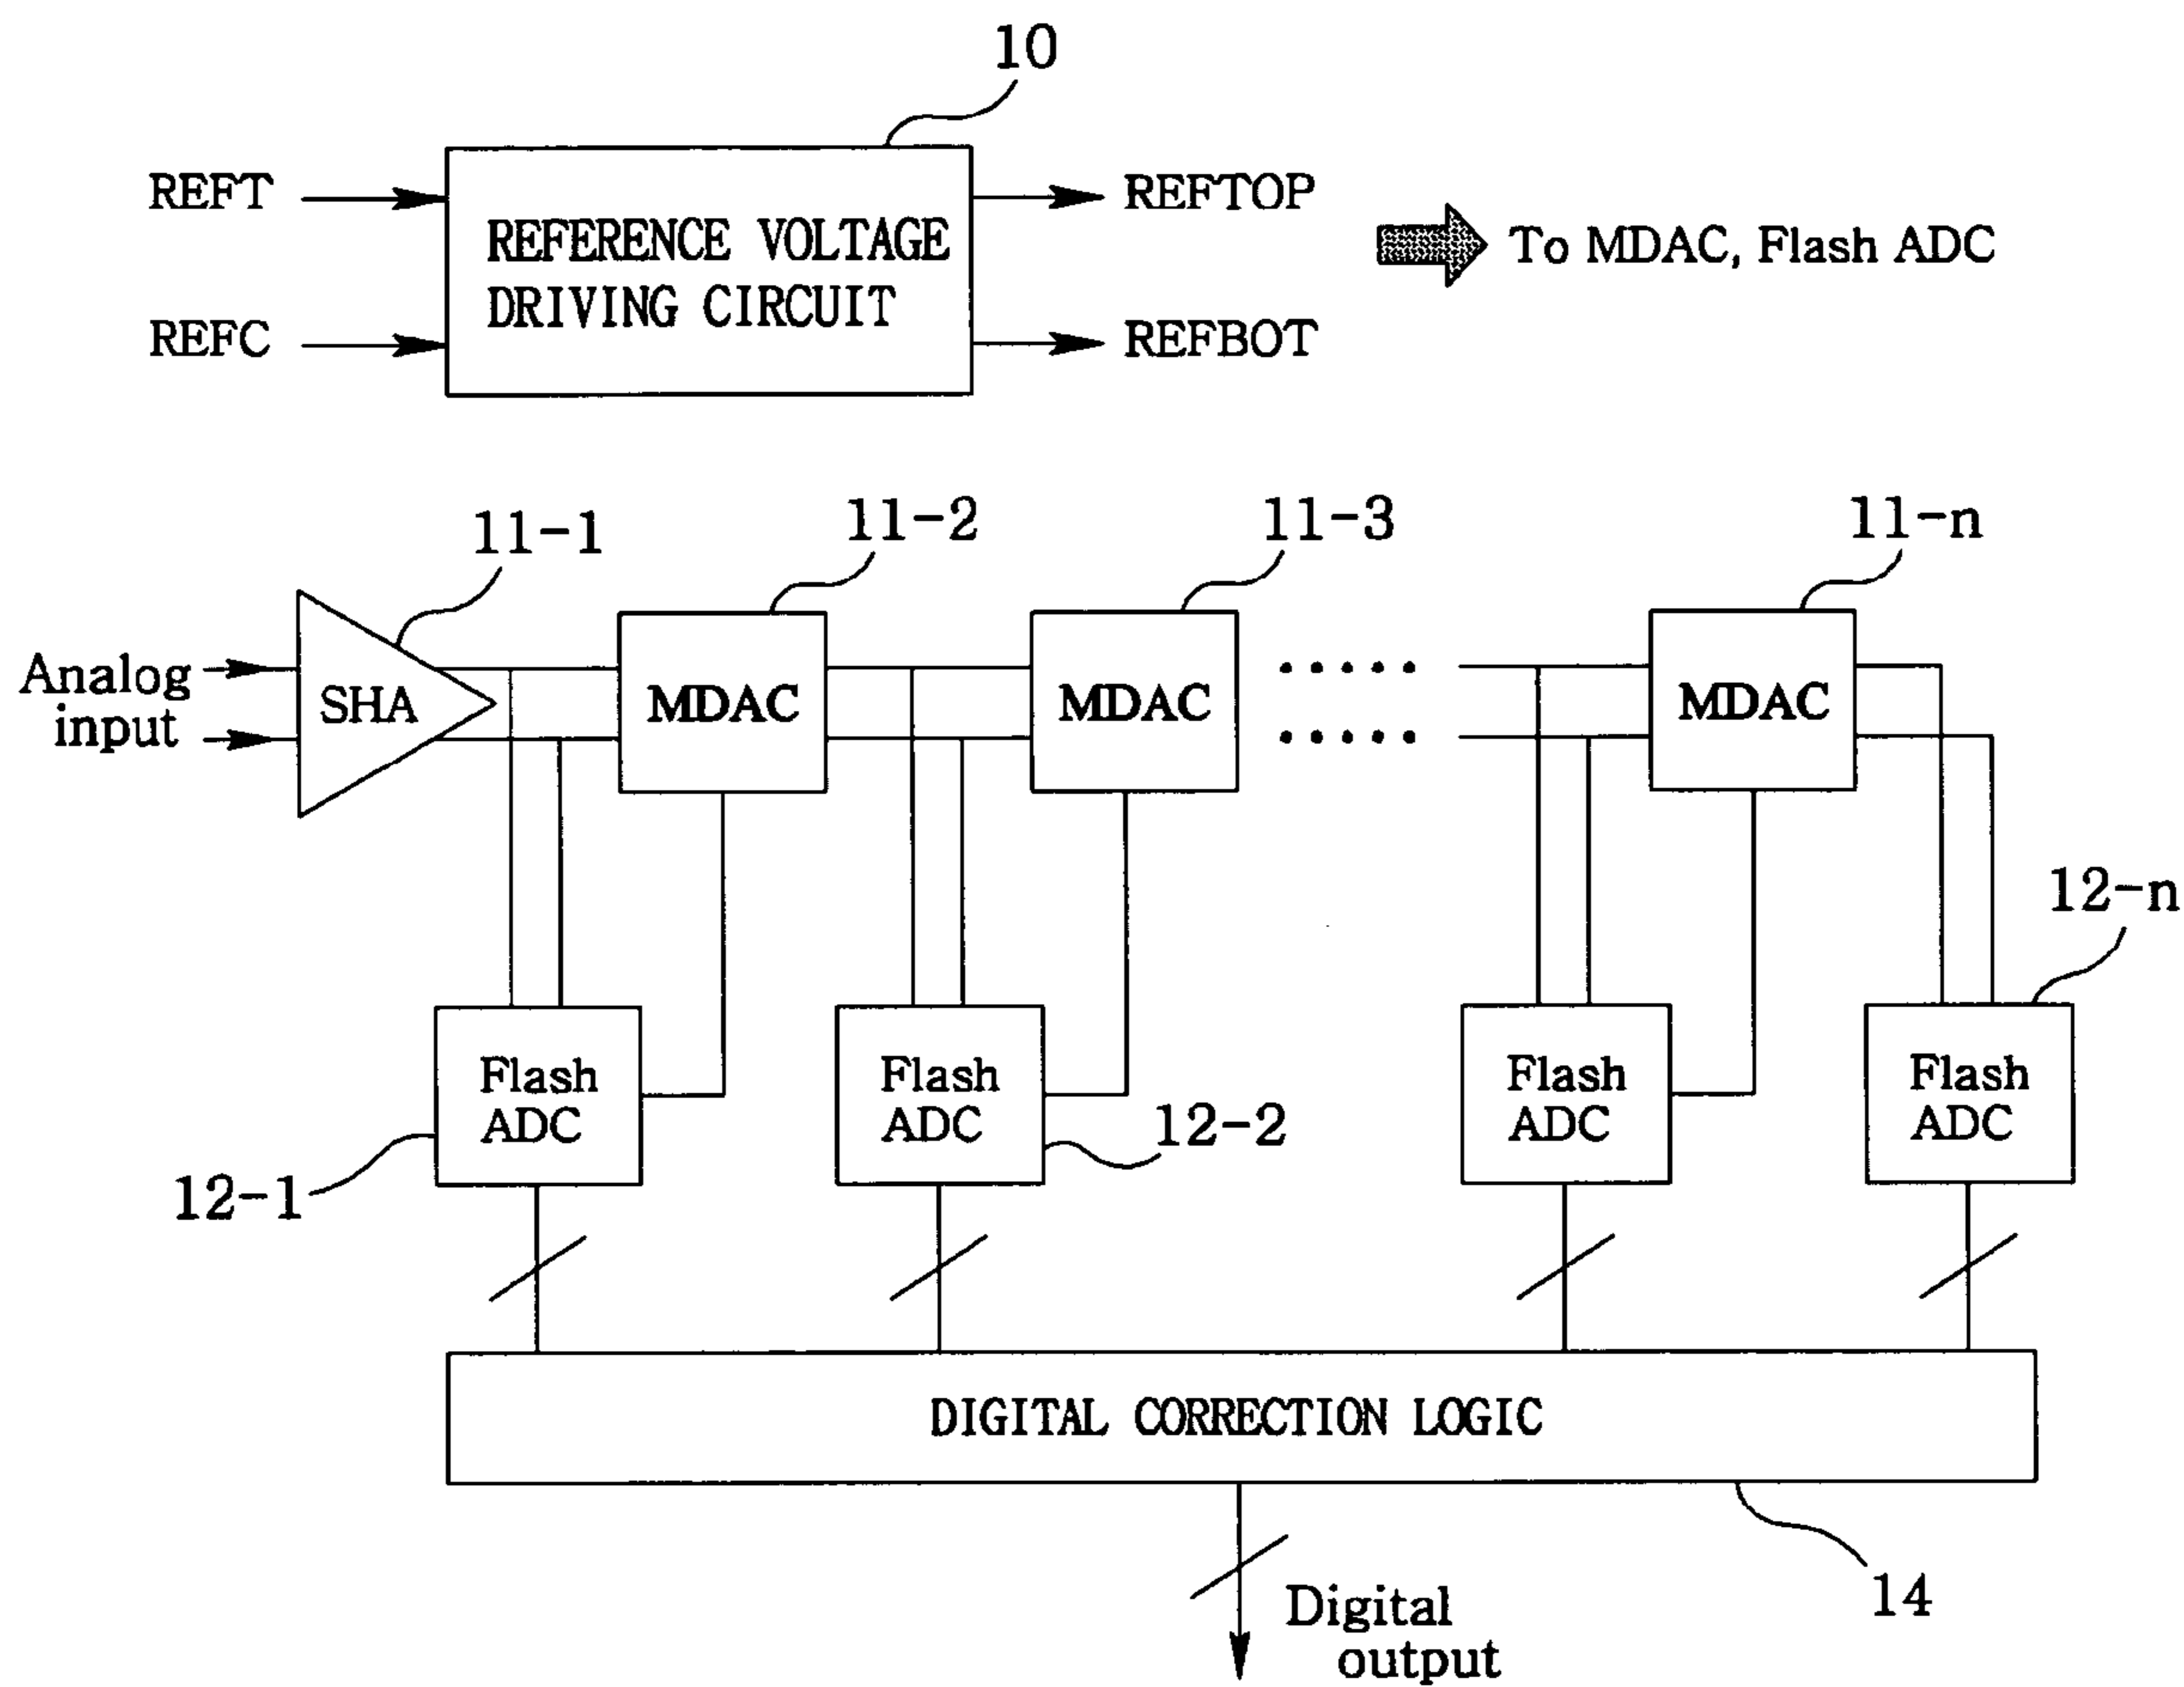 10
REFT
REFERENCE VOLTAGE
DRIVING CIRCUIT
REFC
REFTOP
REFBOT
To MDAC, Flash ADC
11-1
11-2
11-3
11-n
Analog
input
SHA
MDAC
MDAC
MDAC
12-n
Flash
ADC
Flash
ADC
Flash
ADC
Flash
ADC
12-1
12-2
DIGITAL CORRECTION LOGIC
14
Digital
output